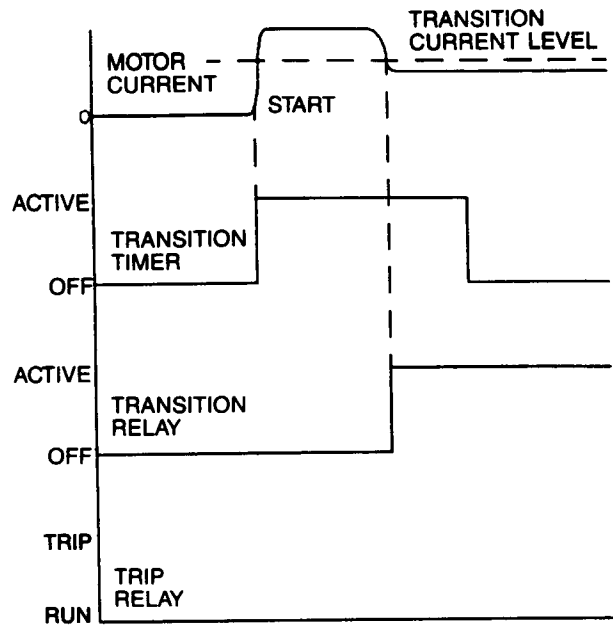 TRANSITION
CURRENT LEVEL
MOTOR
CURRENT
0
START
ACTIVE
TRANSITION
TIMER
OFF
ACTIVE
TRANSITION
RELAY
OFF
TRIP
TRIP
RELAY
RUN